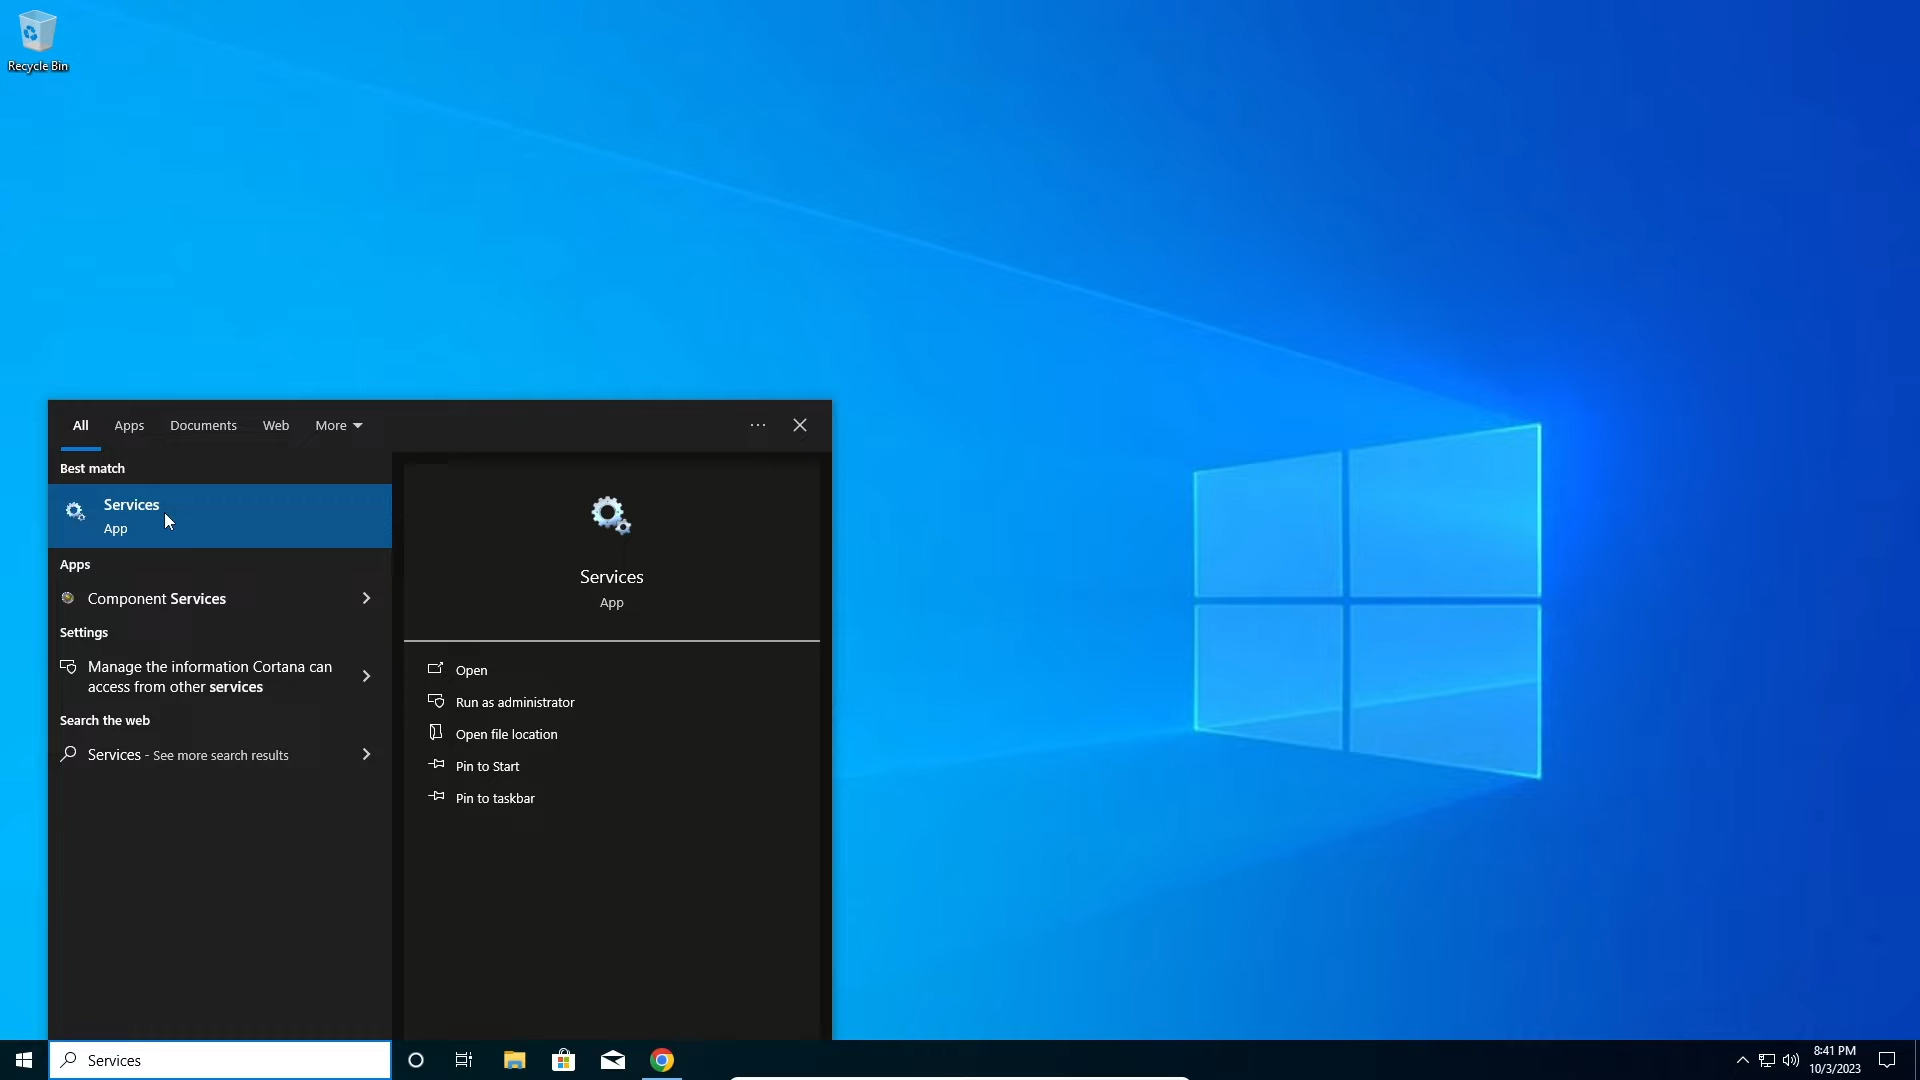 Recycle Bin
All Apps Documents Web More
Best match
Services
App
Apps
Component Services
Settings
Manage the information Cortana can
access from other services
Search the web
Services - See more search results
Services
App
Open
Run as administrator
Open file location
Pin to Start
Pin to taskbar
Services
8:41 PM
10/3/2023